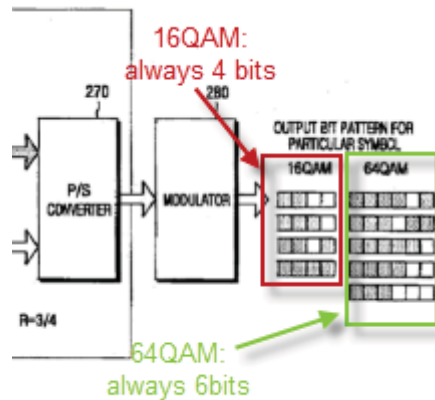 16QAM:
always 4 bits
270
280
OUTPUT BIT PATTERN FOR
PARTICULAR SYMBOL
16QAM 64QAM
P/S
CONVERTER
MODULATOR
R=3/4
64QAM:
always 6bits